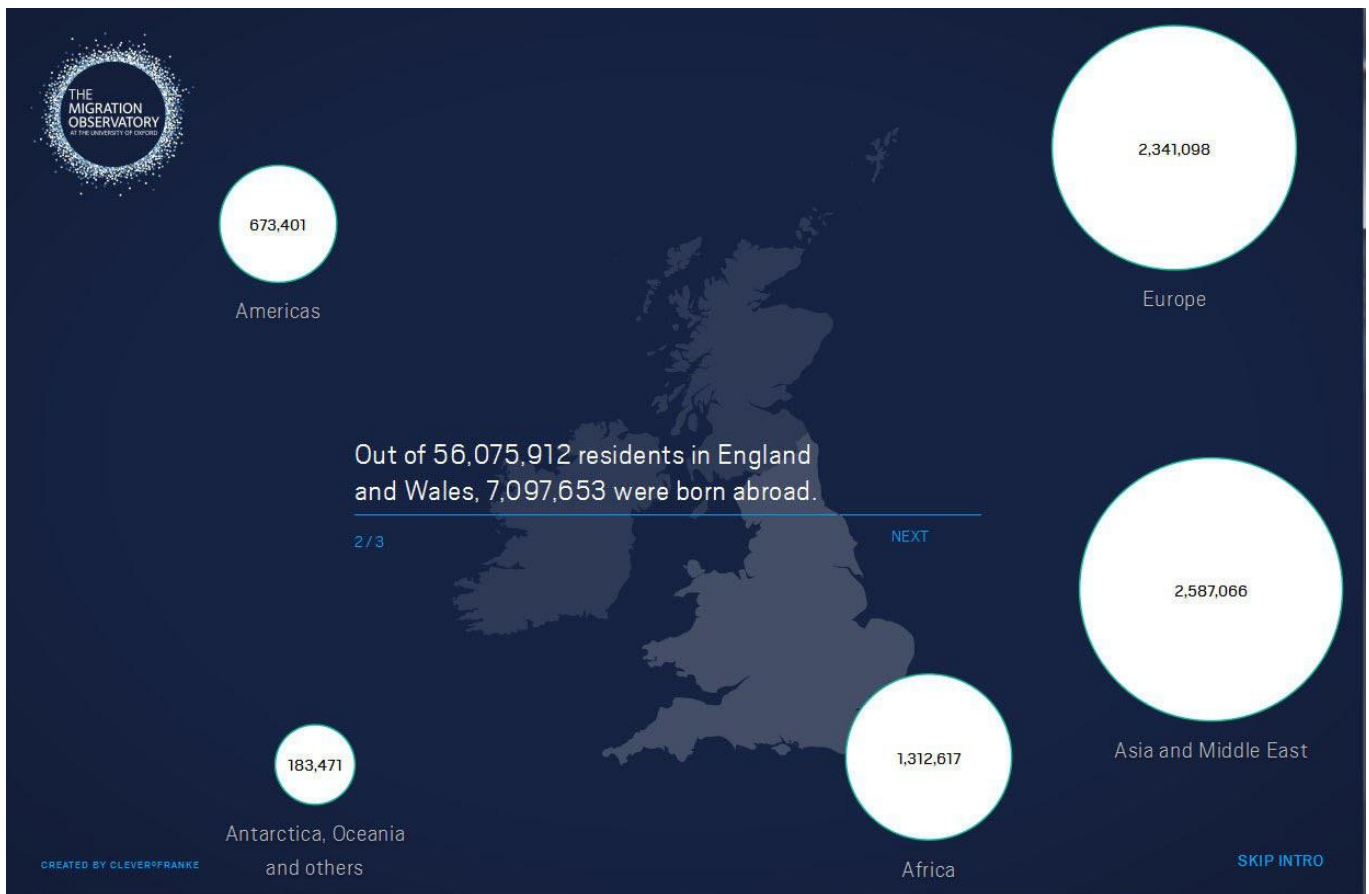 THE
MIGRATION
OBSERVATORY
AT THE UNIVERSITY OF OXFORD
2,341,098
Europe
673,401
Americas
Out of 56,075,912 residents in England
and Wales, 7,097,653 were born abroad.
2/3
NEXT
2,587,066
Asia and Middle East
183,471
Antarctica, Oceania
and others
1,312,617
Africa
CREATED BY CLEVER°FRANKE
SKIP INTRO